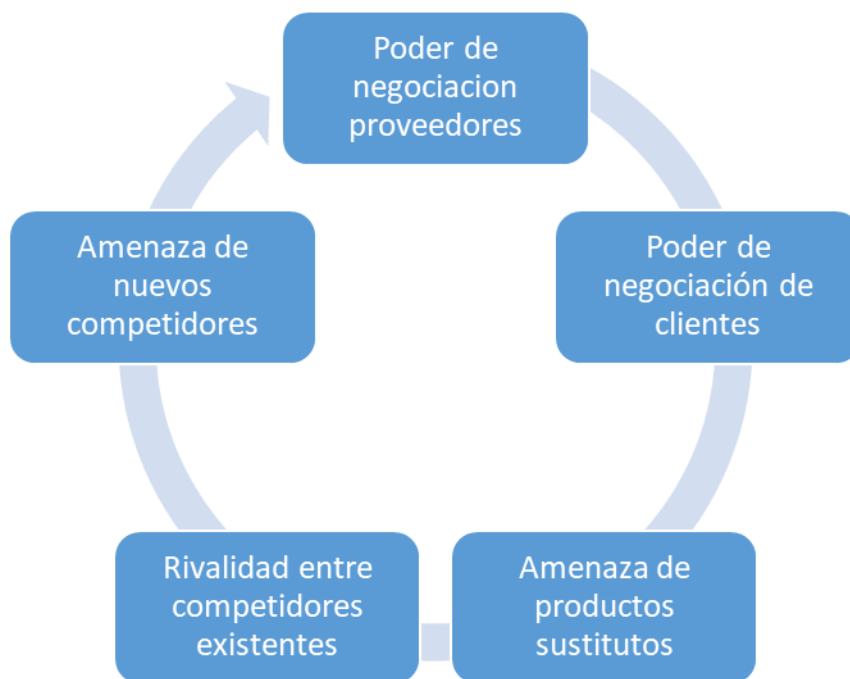 Poder de
negociacion
proveedores
Poder de
negociación de
clientes
Amenaza de
productos
sustitutos
Rivalidad entre
competidores
existentes
Amenaza de
nuevos
competidores